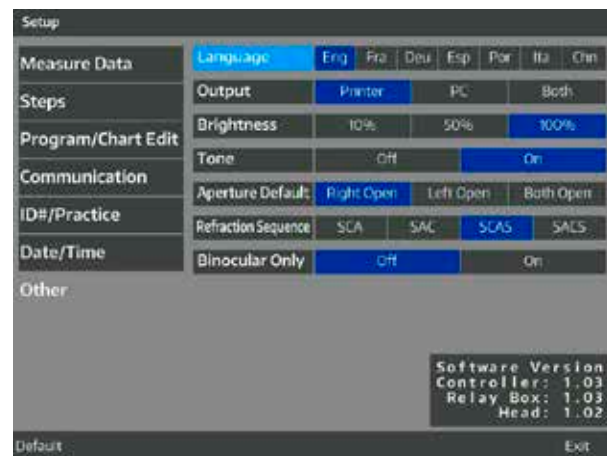 Setup
Measure Data
Steps
Program/Chart Edit
Communication
ID#/Practice
Date/Time
Other
Language Eng Fra Deu Esp Por Ita Chn
Output Printer PC Both
Brightness 10% 50% 100%
Tone Off On
Aperture Default Right Open Left Open Both Open
Refraction Sequence SCA SAC SCAS SACS
Binocular Only Off On
Software Version
Controller: 1.03
Relay Box: 1.03
Head: 1.02
Default Exit